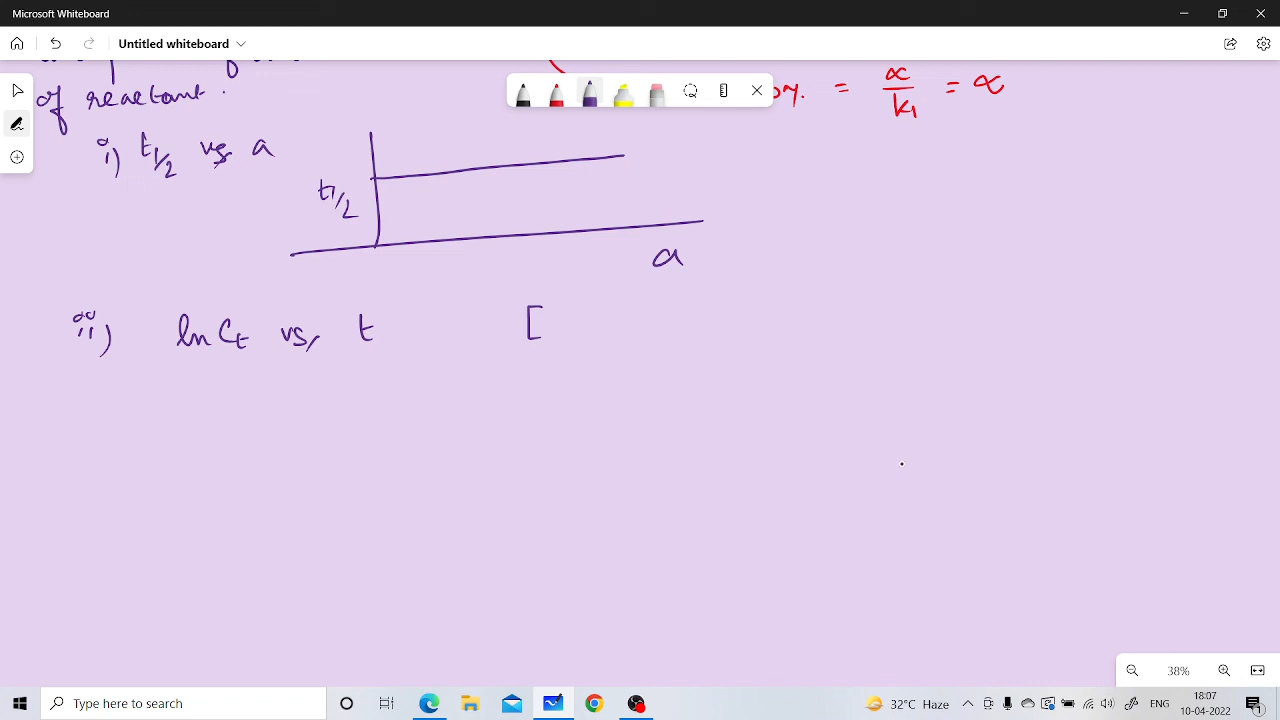 Microsoft Whiteboard
Untitled whiteboard
of reactant.
= ∝/k₁ = ∝
i) t1/2 vs a
t1/2
a
ii) ln Ct vs, t [
38%
Type here to search
32°C Haze
ENG
18:07
10-04-2022
1